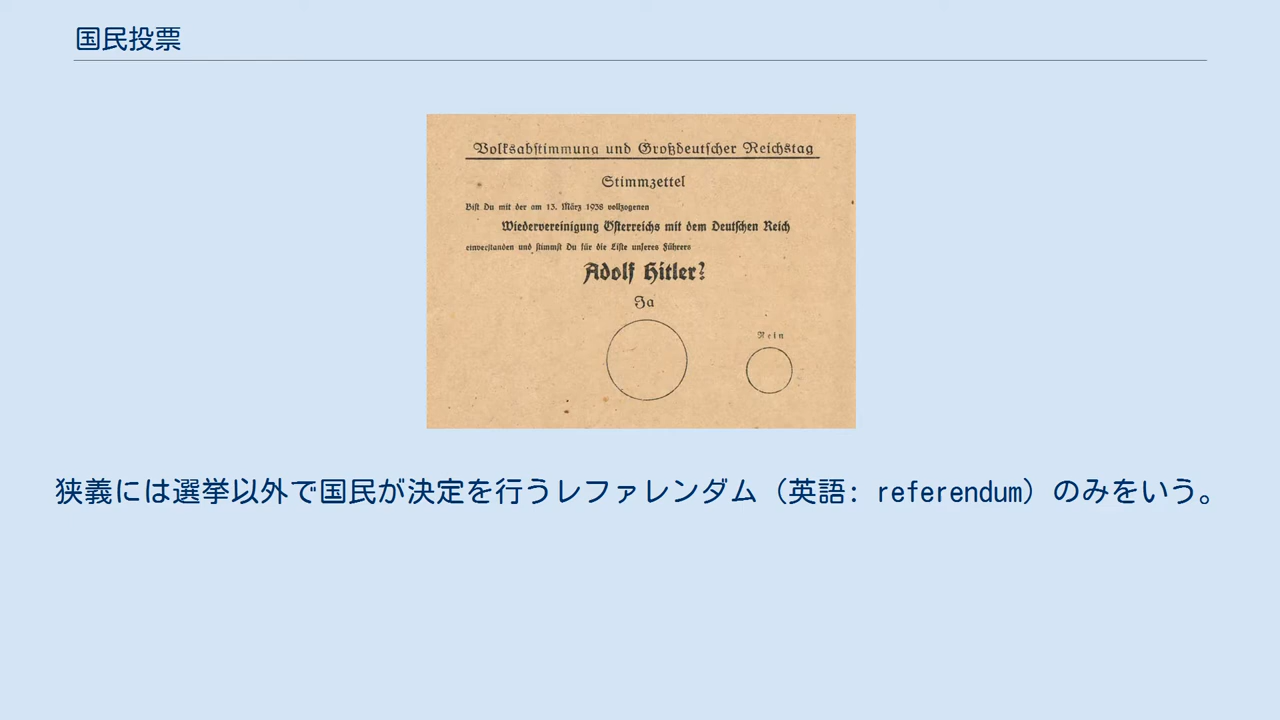 国民投票
Volksabstimmung und Großdeutscher Reichstag
Stimmzettel
Bist Du mit der am 13. März 1938 vollzogenen
Wiedervereinigung Österreichs mit dem Deutschen Reich
einverstanden und stimmst Du für die Liste unseres Führers
Adolf Hitler?
Ja
Nein
狭義には選挙以外で国民が決定を行うレファレンダム（英語: referendum）のみをいう。